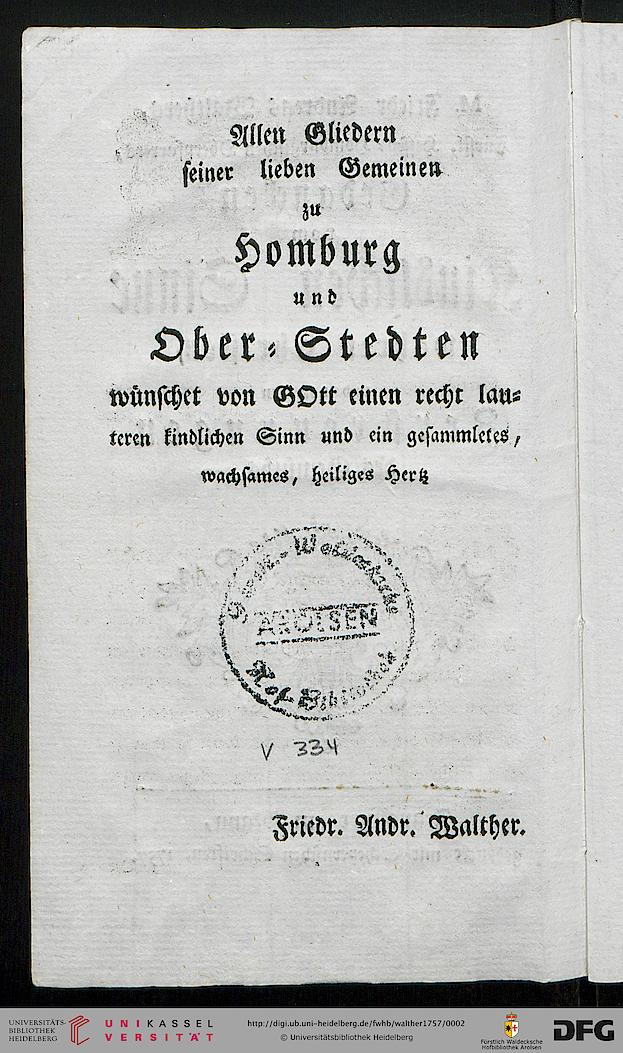 Allen Gliedern
seiner lieben Gemeinen
zu
Homburg
und
Ober-Stedten
wünschet von GOtt einen recht lau-
teren kindlichen Sinn und ein gesammletes,
wachsames, heiliges Hertz
Fürstl.-Waldecksche
AROLSEN
Hof-Bibliothek
V 334
Friedr. Andr. Walther.
UNIVERSITÄTS-
BIBLIOTHEK
HEIDELBERG
UNIKASSEL
VERSITÄT
http://digi.ub.uni-heidelberg.de/fwhb/walther1757/0002
© Universitätsbibliothek Heidelberg
Fürstlich Waldecksche
Hofbibliothek Arolsen
DFG